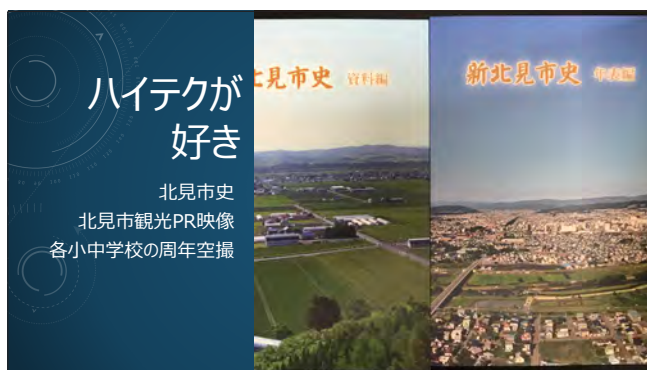 ハイテクが
好き
北見市史
北見市観光PR映像
各小中学校の周年空撮
北見市史 資料編
新北見市史 年表編